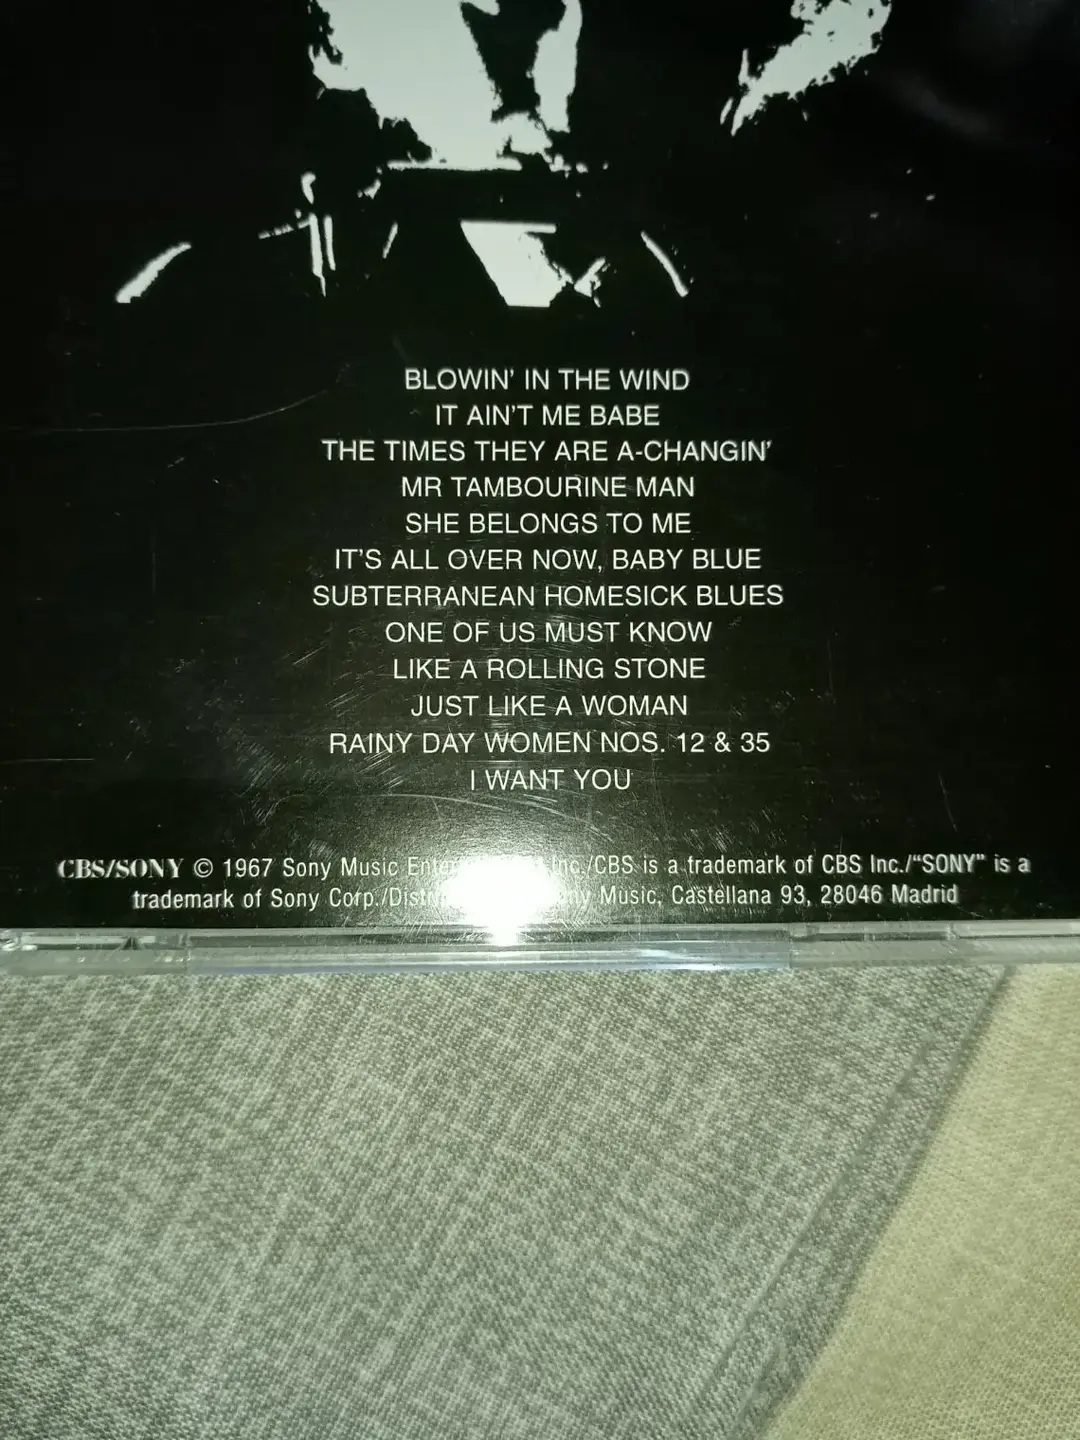 BLOWIN' IN THE WIND
IT AIN'T ME BABE
THE TIMES THEY ARE A-CHANGIN'
MR TAMBOURINE MAN
SHE BELONGS TO ME
IT'S ALL OVER NOW, BABY BLUE
SUBTERRANEAN HOMESICK BLUES
ONE OF US MUST KNOW
LIKE A ROLLING STONE
JUST LIKE A WOMAN
RAINY DAY WOMEN NOS. 12 & 35
I WANT YOU
CBS/SONY © 1967 Sony Music Inc./CBS is a trademark of CBS Inc./“SONY” is a
trademark of Sony Corp./ Music, Castellana 93, 28046 Madrid